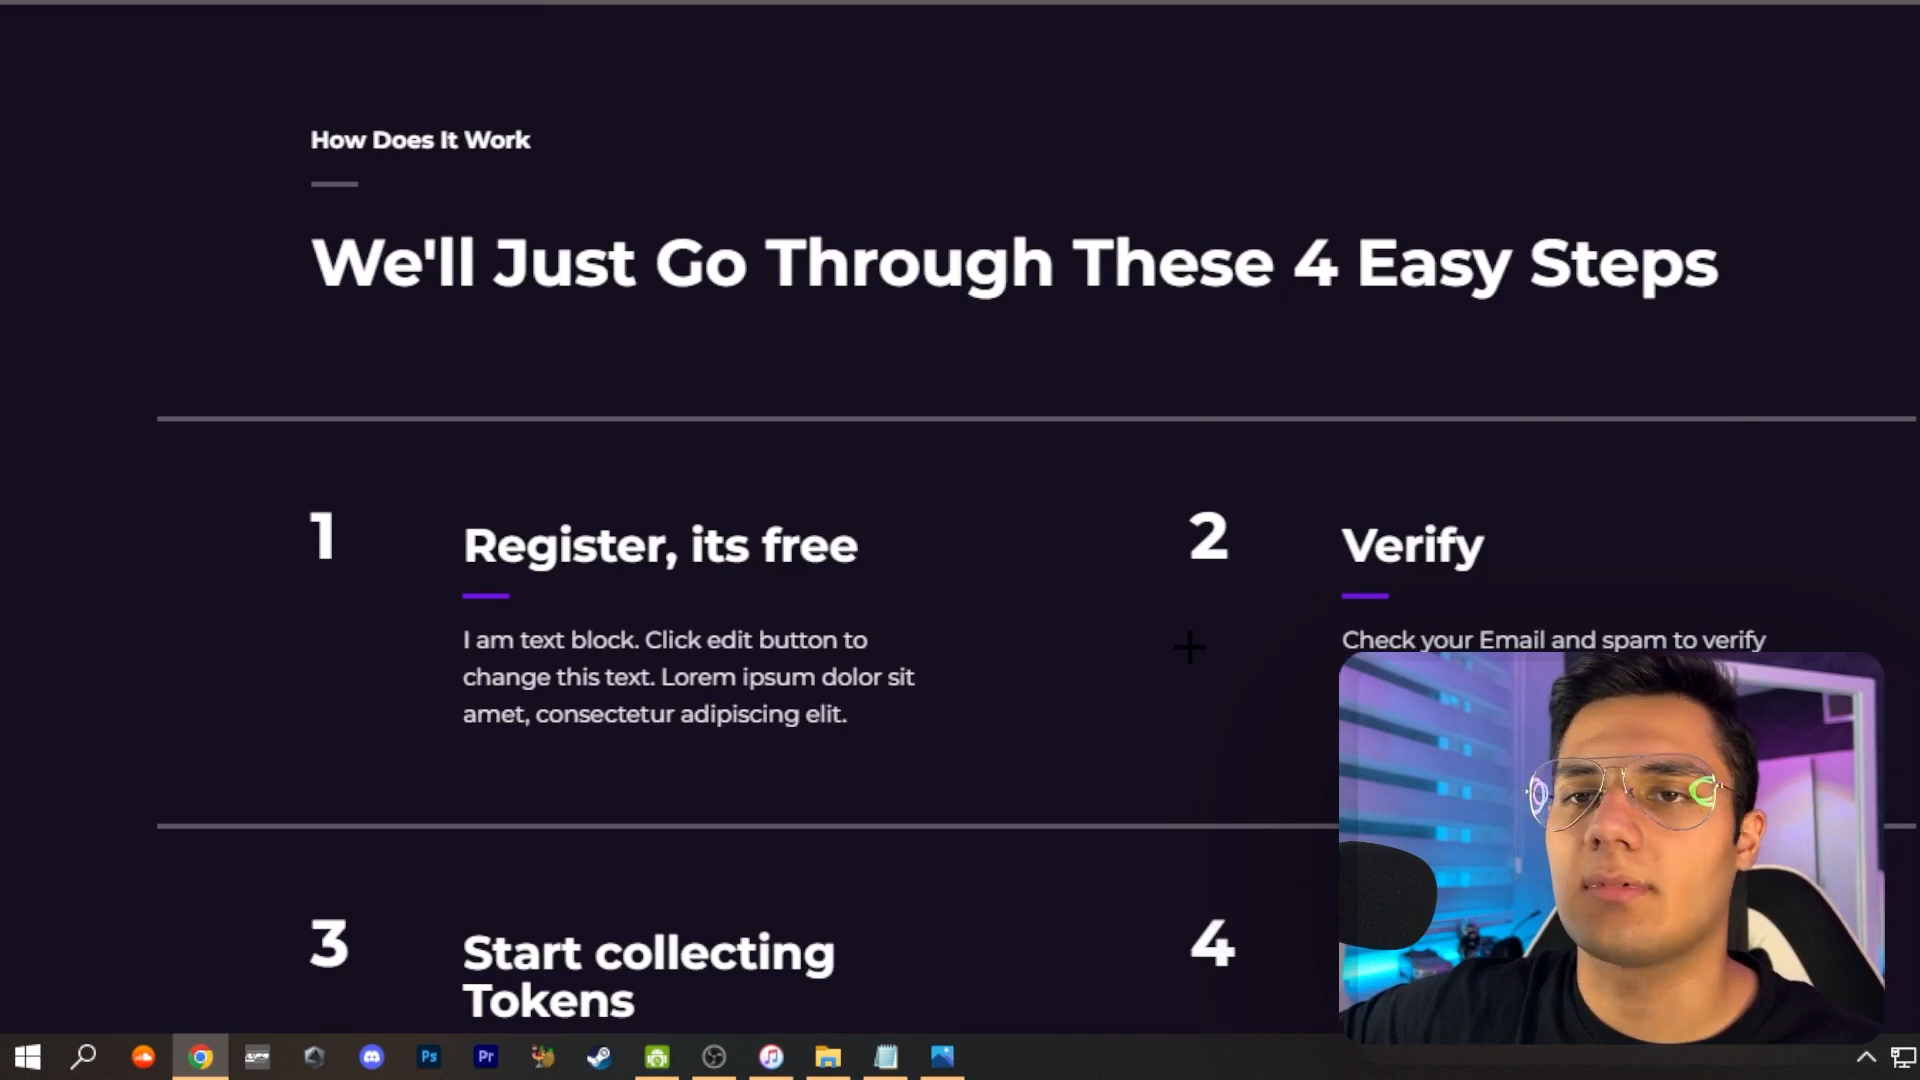 How Does It Work
We'll Just Go Through These 4 Easy Steps
1
Register, its free
I am text block. Click edit button to
change this text. Lorem ipsum dolor sit
amet, consectetur adipiscing elit.
2
Verify
Check your Email and spam to verify
3
Start collecting
Tokens
4
Ps
Pr